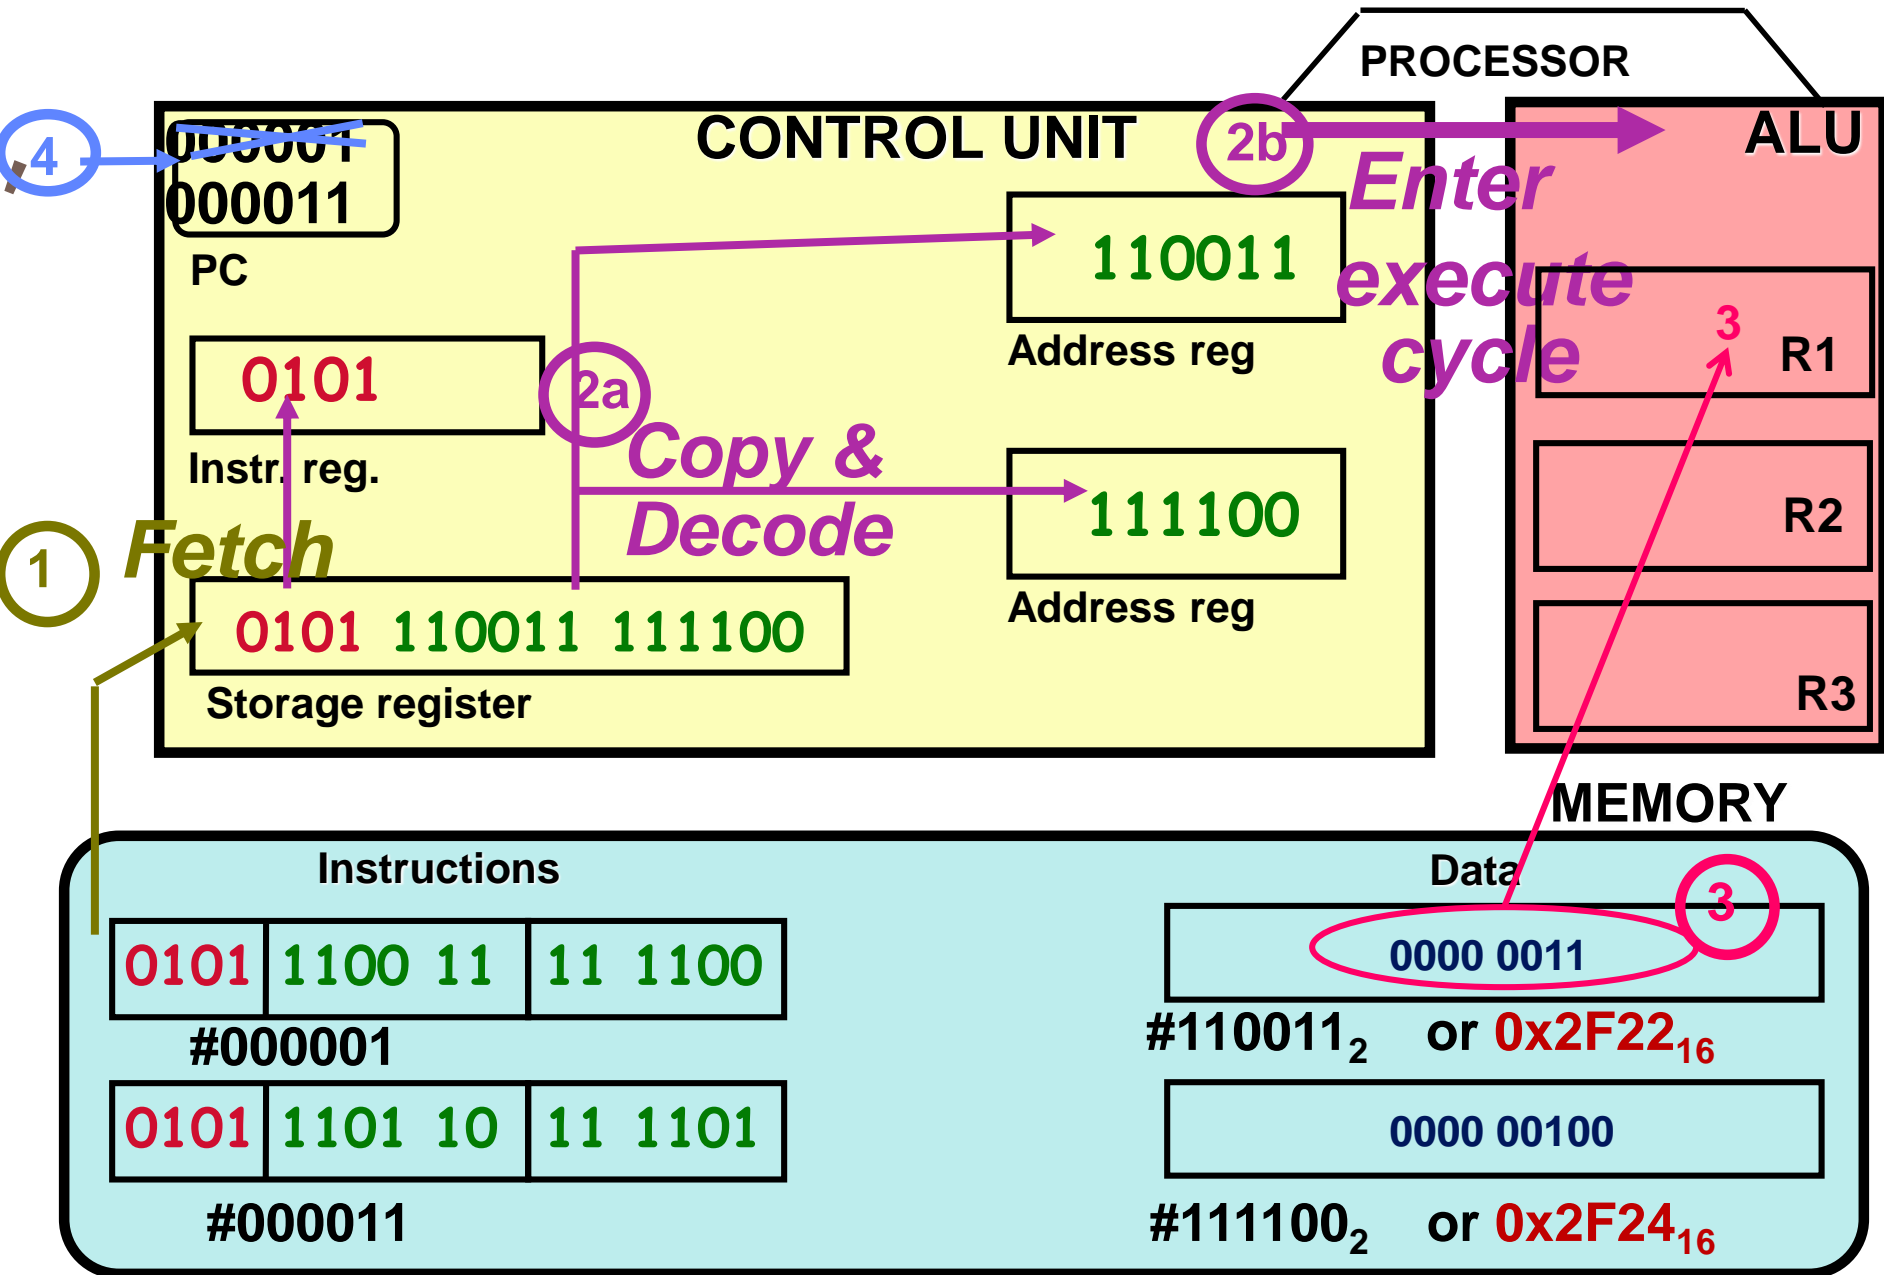 PROCESSOR
4
000001
000011
PC
CONTROL UNIT
2b
ALU
Enter
execute
cycle
110011
Address reg
3
R1
0101
Instr. reg.
2a
Copy &
Decode
111100
Address reg
R2
1
Fetch
0101 110011 111100
Storage register
R3
MEMORY
Instructions
Data
3
0101 1100 11 11 1100
#000001
0000 0011
#110011₂ or 0x2F22₁₆
0101 1101 10 11 1101
#000011
0000 00100
#111100₂ or 0x2F24₁₆